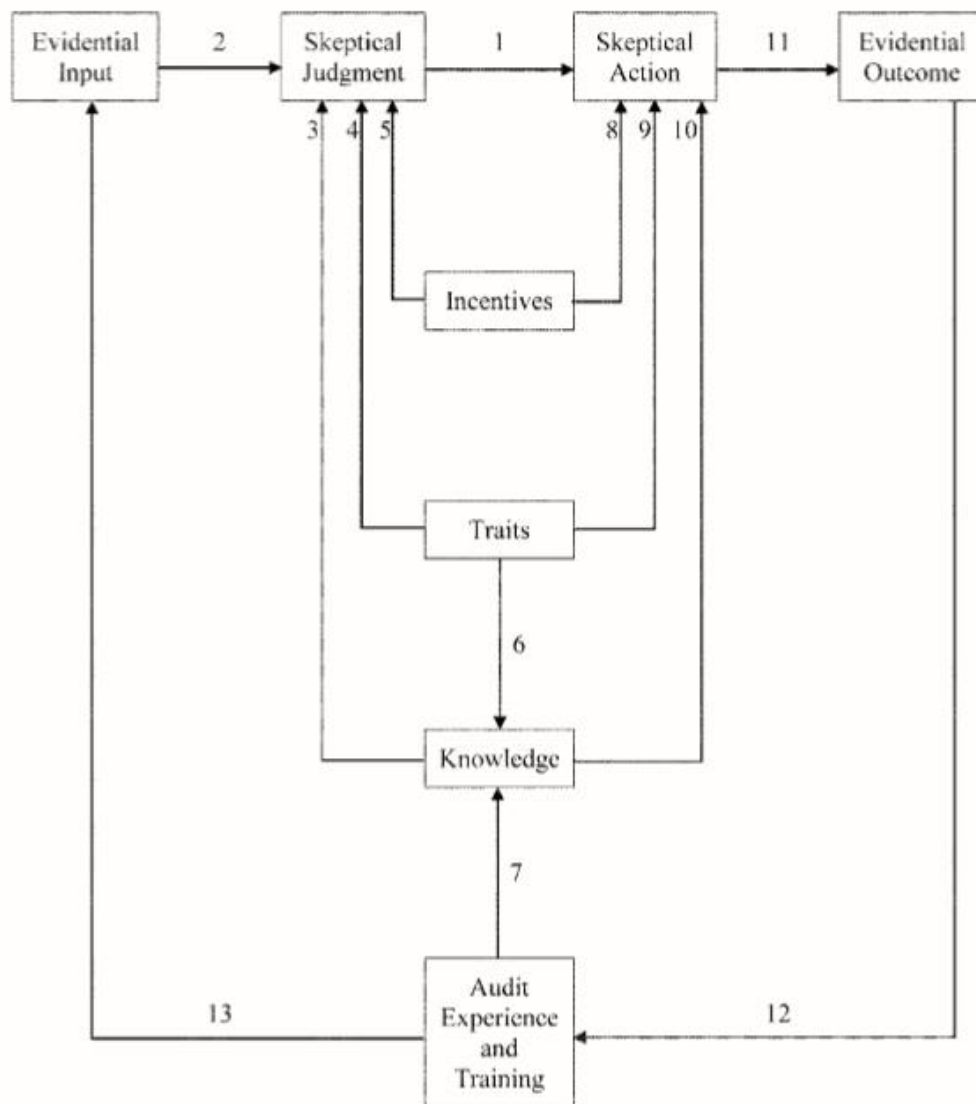 Evidential
Input
2
Skeptical
Judgment
1
Skeptical
Action
11
Evidential
Outcome
3
4
5
8
9
10
Incentives
Traits
6
Knowledge
7
Audit
Experience
and
Training
13
12